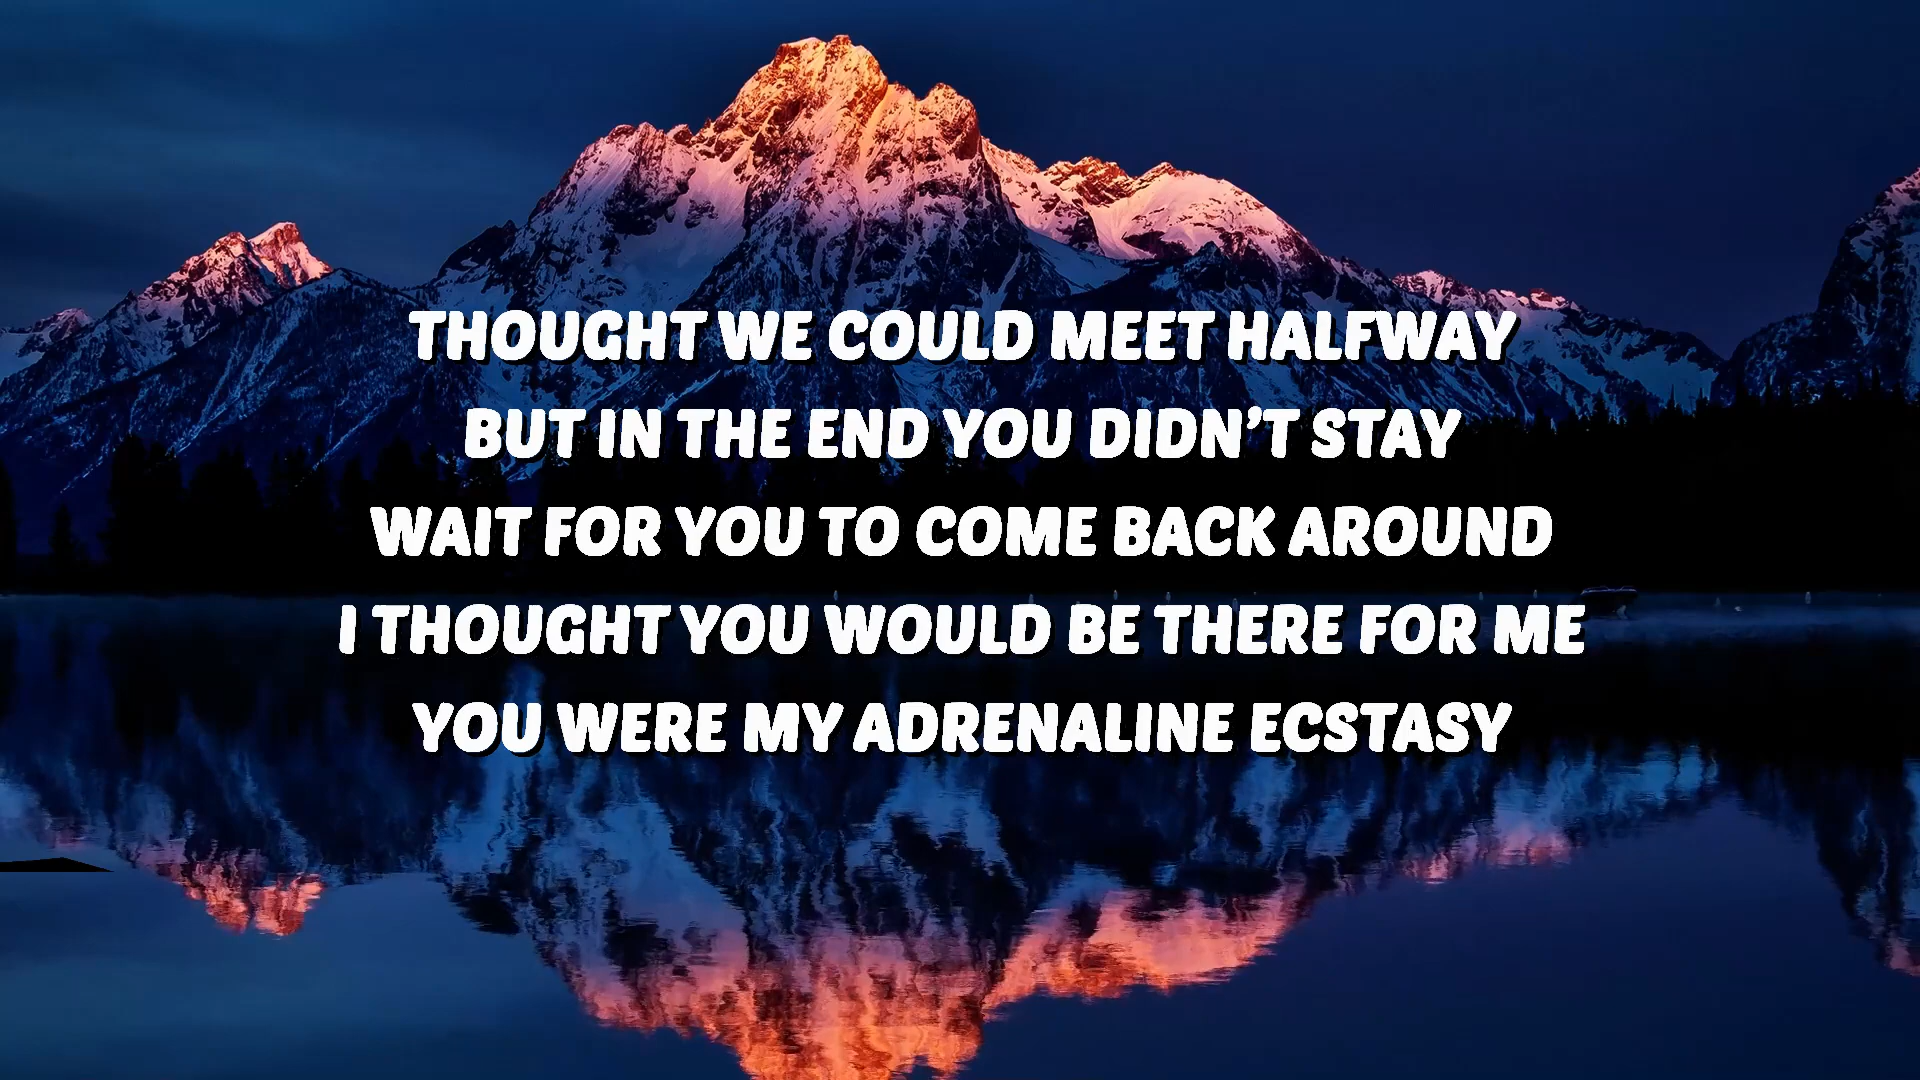 THOUGHT WE COULD MEET HALFWAY
BUT IN THE END YOU DIDN’T STAY
WAIT FOR YOU TO COME BACK AROUND
I THOUGHT YOU WOULD BE THERE FOR ME
YOU WERE MY ADRENALINE ECSTASY